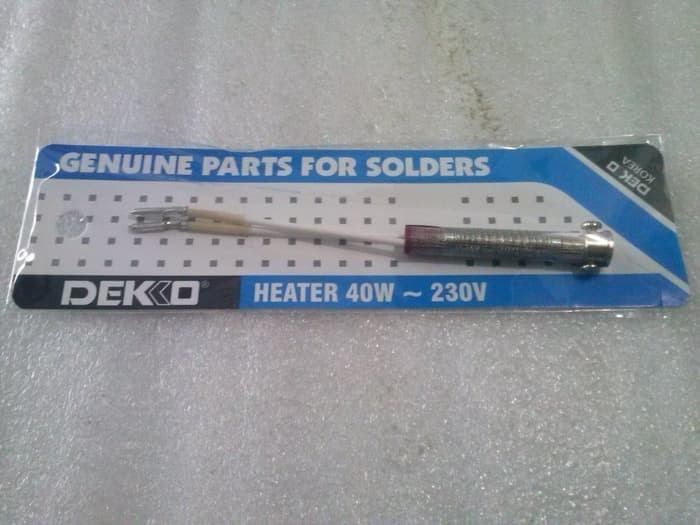 GENUINE PARTS FOR SOLDERS
DEKKO
KOREA
DEKKO®
HEATER 40W ~ 230V